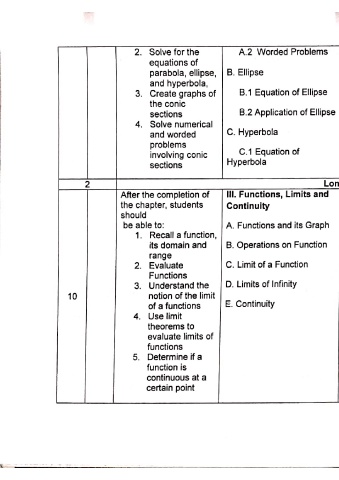 2. Solve for the
equations of
parabola, ellipse,
and hyperbola,
3. Create graphs of
the conic
sections
4. Solve numerical
and worded
problems
involving conic
sections
A.2 Worded Problems
B. Ellipse
B.1 Equation of Ellipse
B.2 Application of Ellipse
C. Hyperbola
C.1 Equation of
Hyperbola
2
Lon
10
After the completion of
the chapter, students
should
be able to:
1. Recall a function,
its domain and
range
2. Evaluate
Functions
3. Understand the
notion of the limit
of a functions
4. Use limit
theorems to
evaluate limits of
functions
5. Determine if a
function is
continuous at a
certain point
III. Functions, Limits and
Continuity
A. Functions and its Graph
B. Operations on Function
C. Limit of a Function
D. Limits of Infinity
E. Continuity